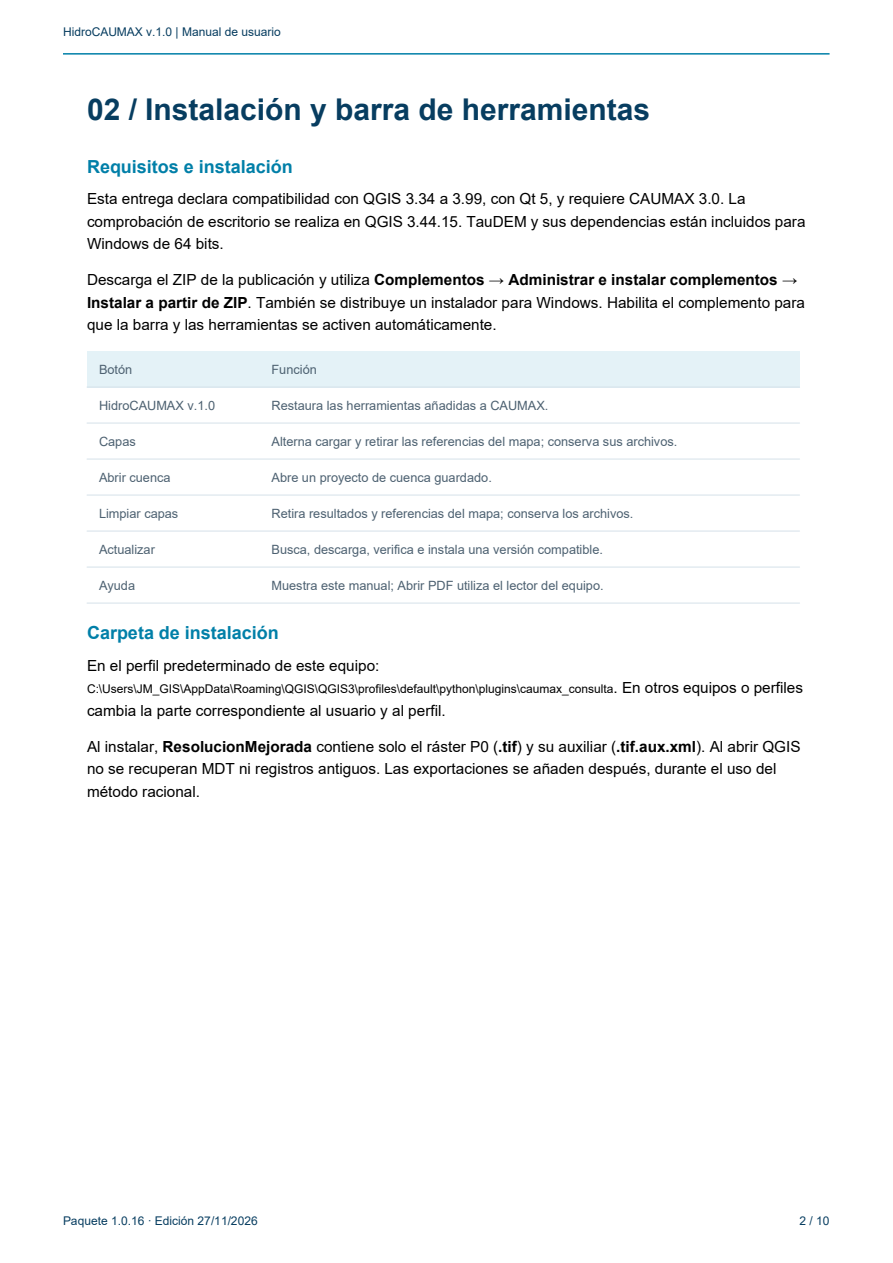 HidroCAUMAX v.1.0 | Manual de usuario
02 / Instalación y barra de herramientas
Requisitos e instalación
Esta entrega declara compatibilidad con QGIS 3.34 a 3.99, con Qt 5, y requiere CAUMAX 3.0. La
comprobación de escritorio se realiza en QGIS 3.44.15. TauDEM y sus dependencias están incluidos para
Windows de 64 bits.
Descarga el ZIP de la publicación y utiliza Complementos → Administrar e instalar complementos →
Instalar a partir de ZIP. También se distribuye un instalador para Windows. Habilita el complemento para
que la barra y las herramientas se activen automáticamente.
Botón Función
HidroCAUMAX v.1.0 Restaura las herramientas añadidas a CAUMAX.
Capas Alterna cargar y retirar las referencias del mapa; conserva sus archivos.
Abrir cuenca Abre un proyecto de cuenca guardado.
Limpiar capas Retira resultados y referencias del mapa; conserva los archivos.
Actualizar Busca, descarga, verifica e instala una versión compatible.
Ayuda Muestra este manual; Abrir PDF utiliza el lector del equipo.
Carpeta de instalación
En el perfil predeterminado de este equipo:
C:\Users\JM_GIS\AppData\Roaming\QGIS\QGIS3\profiles\default\python\plugins\caumax_consulta. En otros equipos o perfiles
cambia la parte correspondiente al usuario y al perfil.
Al instalar, ResolucionMejorada contiene solo el ráster P0 (.tif) y su auxiliar (.tif.aux.xml). Al abrir QGIS
no se recuperan MDT ni registros antiguos. Las exportaciones se añaden después, durante el uso del
método racional.
Paquete 1.0.16 · Edición 27/11/2026
2 / 10